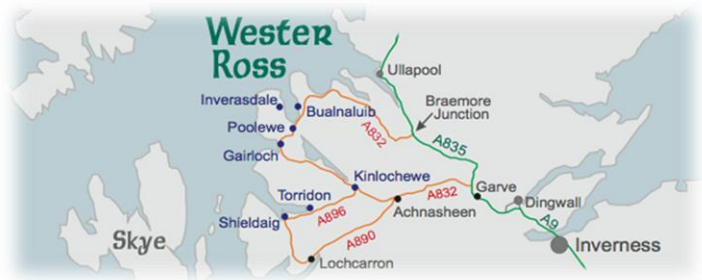 Wester
Ross
Ullapool
Inverasdale
Bualnaluib
Braemore
Junction
Poolewe
A832
A835
Gairloch
Kinlochewe
Torridon
A832
Garve
Dingwall
Shieldaig
A896
Achnasheen
A9
Skye
A890
Inverness
Lochcarron